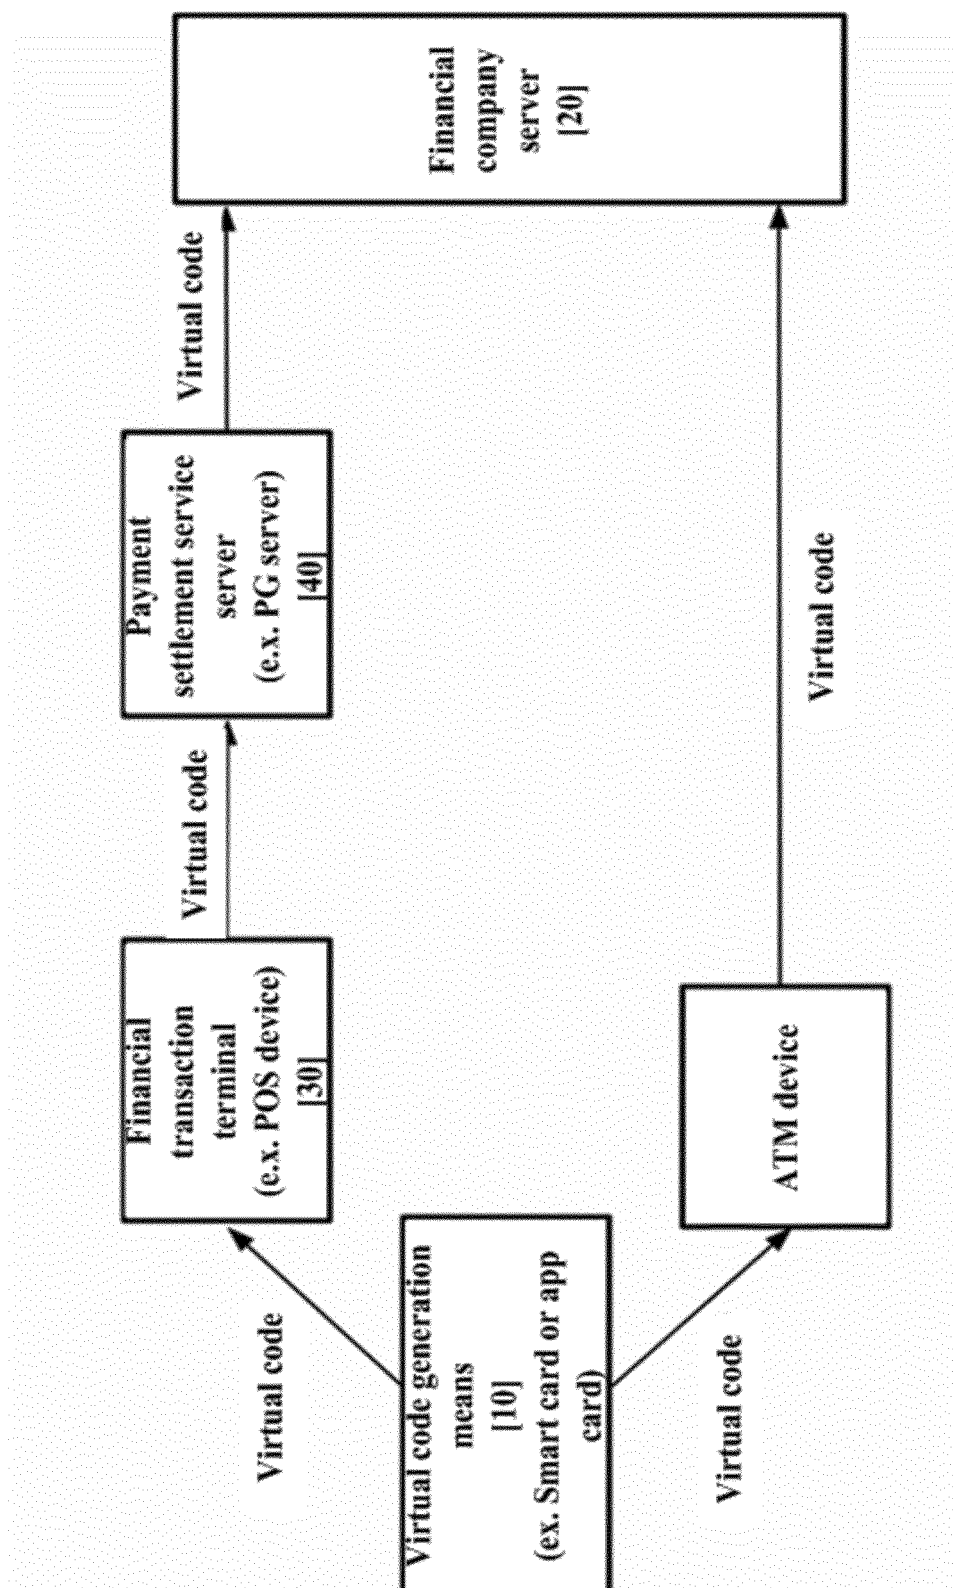 Virtual code generation
means
[10]
(ex. Smart card or app
card)
Virtual code
Virtual code
Financial
transaction
terminal
(e.x. POS device)
[30]
ATM device
Virtual code
Virtual code
Payment
settlement service
server
(e.x. PG server)
[40]
Virtual code
Financial
company
server
[20]